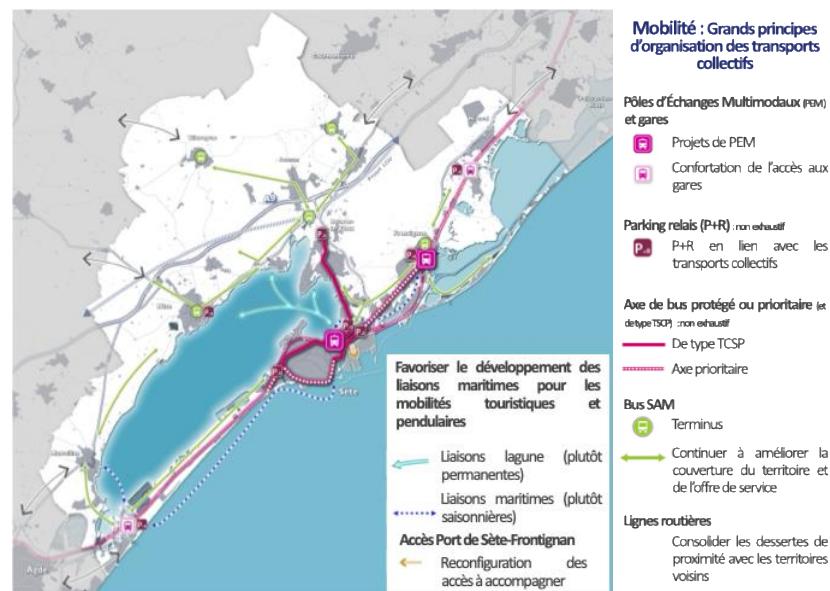 Mobilité : Grands principes
d'organisation des transports
collectifs
Pôles d'Échanges Multimodaux (PEM)
et gares
Projets de PEM
Confortation de l'accès aux
gares
Parking relais (P+R) : non exhaustif
P+R en lien avec les
transports collectifs
Axe de bus protégé ou prioritaire (et
de type TSCP) : non exhaustif
De type TCSP
Axe prioritaire
Bus SAM
Terminus
Continuer à améliorer la
couverture du territoire et
de l'offre de service
Lignes routières
Consolider les dessertes de
proximité avec les territoires
voisins
Favoriser le développement des
liaisons maritimes pour les
mobilités touristiques et
pendulaires
Liaisons lagune (plutôt
permanentes)
Liaisons maritimes (plutôt
saisonnières)
Accès Port de Sète-Frontignan
Reconfiguration des
accès à accompagner
A9
Frontignan
Mèze
Sète
Marseillan
Agde